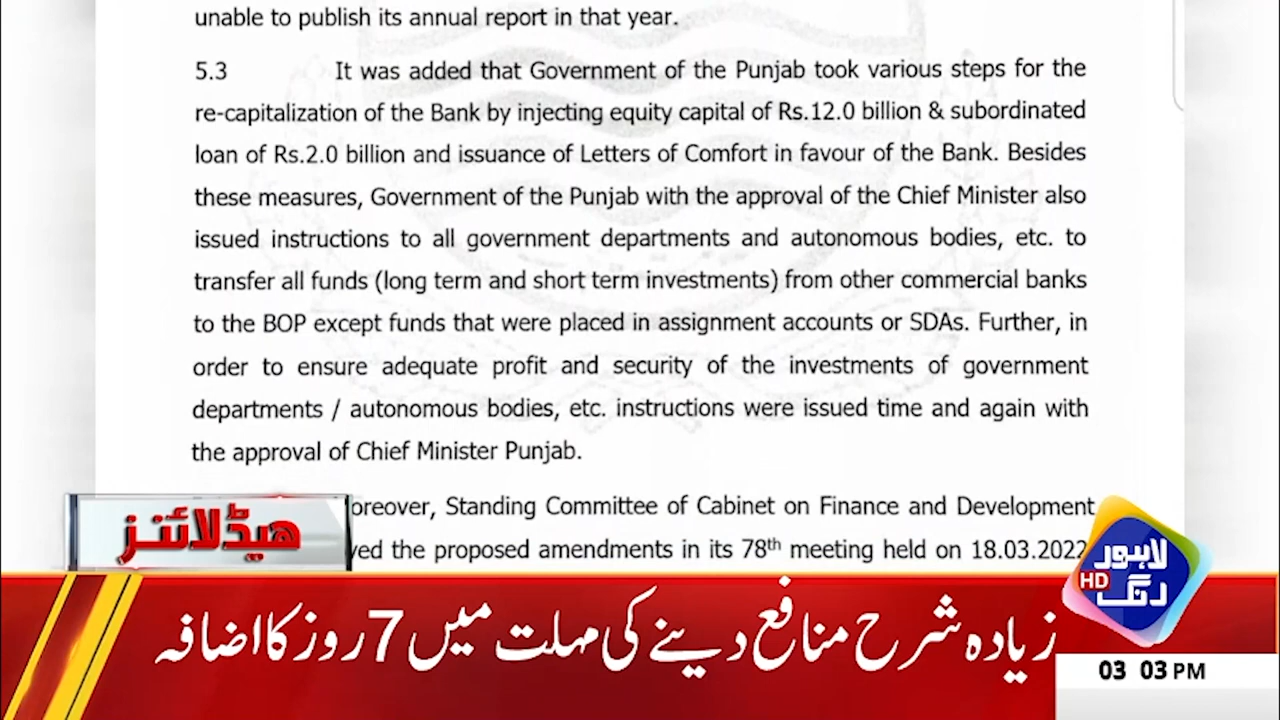 unable to publish its annual report in that year.
5.3 It was added that Government of the Punjab took various steps for the
re-capitalization of the Bank by injecting equity capital of Rs.12.0 billion & subordinated
loan of Rs.2.0 billion and issuance of Letters of Comfort in favour of the Bank. Besides
these measures, Government of the Punjab with the approval of the Chief Minister also
issued instructions to all government departments and autonomous bodies, etc. to
transfer all funds (long term and short term investments) from other commercial banks
to the BOP except funds that were placed in assignment accounts or SDAs. Further, in
order to ensure adequate profit and security of the investments of government
departments / autonomous bodies, etc. instructions were issued time and again with
the approval of Chief Minister Punjab.
oreover, Standing Committee of Cabinet on Finance and Development
ved the proposed amendments in its 78th meeting held on 18.03.2022
ہیڈلائنز
لاہور
رنگ
HD
زیادہ شرح منافع دینے کی مہلت میں 7 روز کا اضافہ
03 03 PM